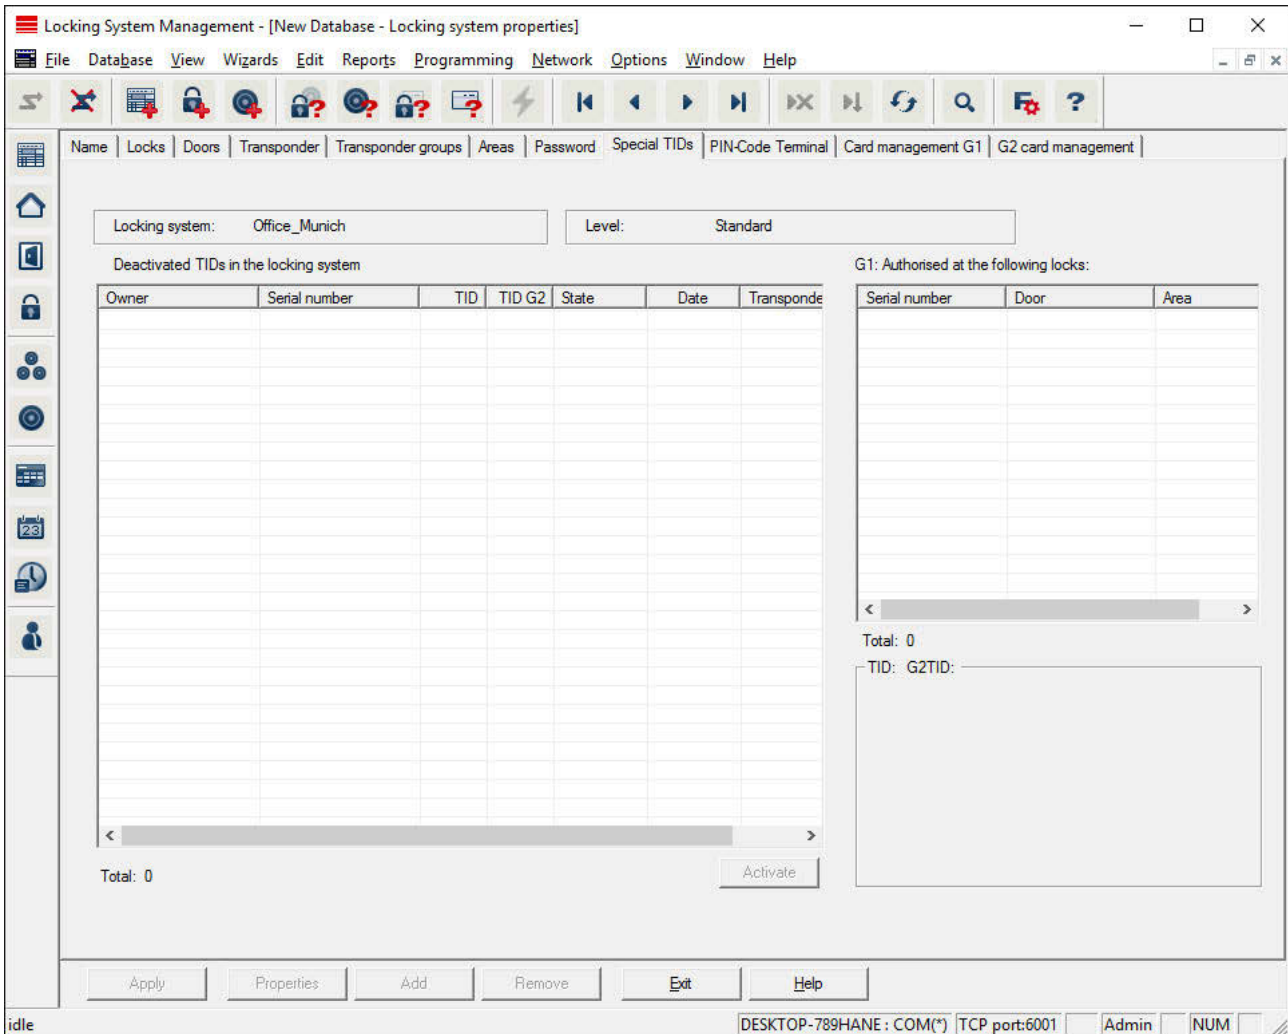 Locking System Management - [New Database - Locking system properties]
File Database View Wizards Edit Reports Programming Network Options Window Help
Name Locks Doors Transponder Transponder groups Areas Password Special TIDs PIN-Code Terminal Card management G1 G2 card management
Locking system: Office_Munich Level: Standard
Deactivated TIDs in the locking system G1: Authorised at the following locks:
Owner Serial number TID TID G2 State Date Transponde Serial number Door Area
23
Total: 0
TID: G2TID:
Total: 0 Activate
Apply Properties Add Remove Exit Help
idle DESKTOP-789HANE : COM(*) TCP port:6001 Admin NUM